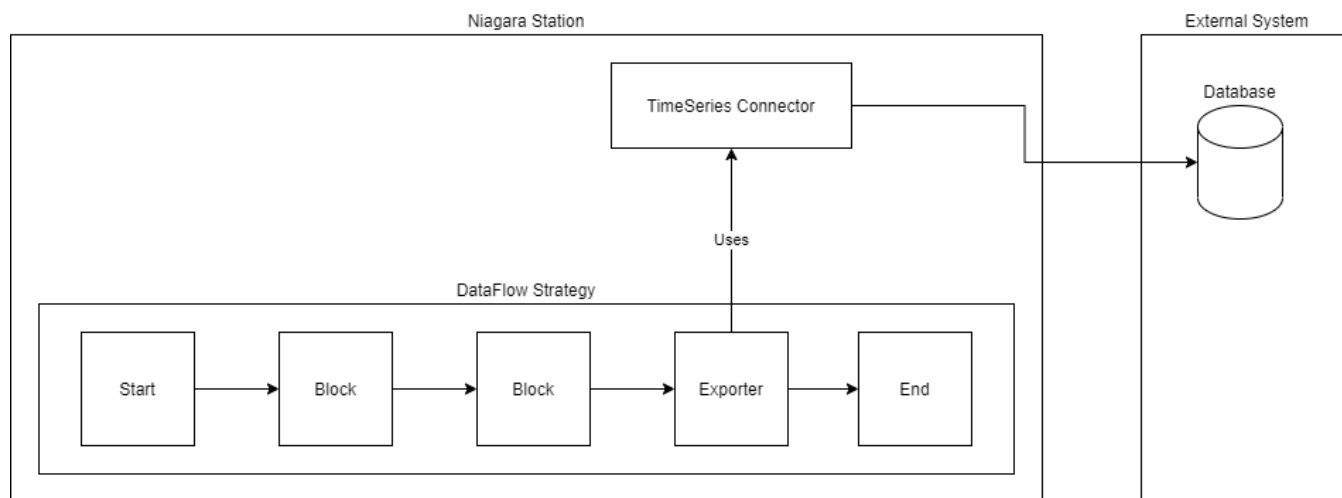 Niagara Station
External System
TimeSeries Connector
Database
Uses
DataFlow Strategy
Start
Block
Block
Exporter
End